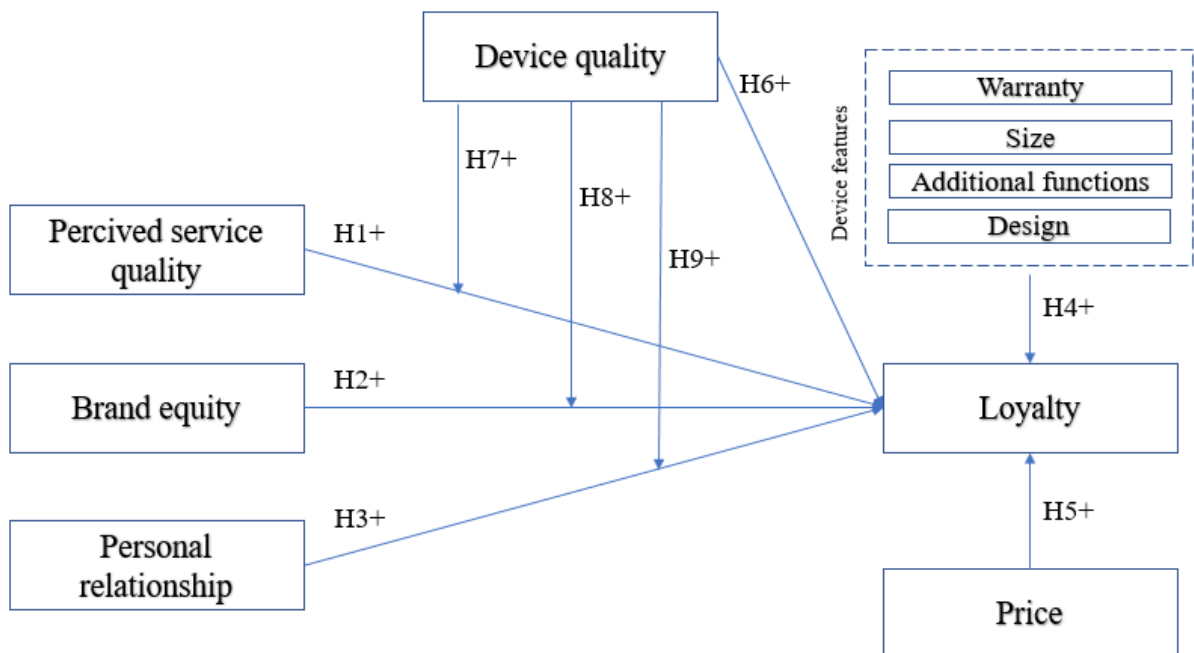 Device quality
H6+
Warranty
Size
Additional functions
Design
Device features
H7+
H8+
H9+
Percived service
quality
H1+
H4+
Brand equity
H2+
Loyalty
Personal
relationship
H3+
H5+
Price